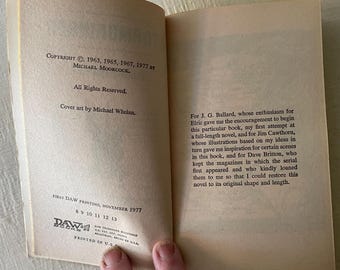 Copyright ©, 1963, 1965, 1967, 1977 by
Michael Moorcock.
All Rights Reserved.
Cover art by Michael Whelan.
First DAW Printing, November 1977
8 9 10 11 12 13
DAW
BOOKS
PRINTED IN U.S.A.
For J. G. Ballard, whose enthusiasm for
Elric gave me the encouragement to begin
this particular book, my first attempt at
a full-length novel, and for Jim Cawthorn,
whose illustrations based on my ideas in
turn gave me inspiration for certain scenes
in this book, and for Dave Britton, who
kept the magazines in which the serial
first appeared and who kindly loaned
them to me so that I could restore this
novel to its original shape and length.